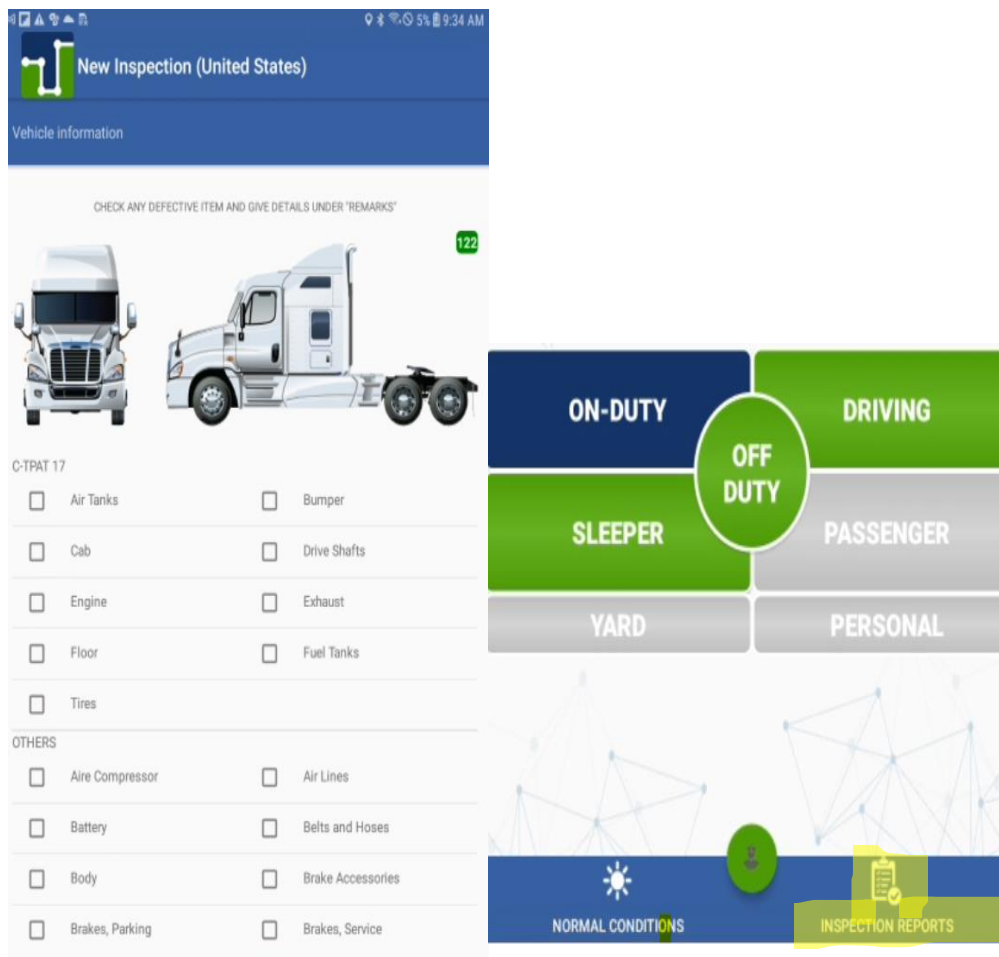 5% 9:34 AM
New Inspection (United States)
Vehicle information
CHECK ANY DEFECTIVE ITEM AND GIVE DETAILS UNDER "REMARKS"
122
C-TPAT 17
Air Tanks Bumper
Cab Drive Shafts
Engine Exhaust
Floor Fuel Tanks
Tires
OTHERS
Aire Compressor Air Lines
Battery Belts and Hoses
Body Brake Accessories
Brakes, Parking Brakes, Service
ON-DUTY DRIVING
OFF
DUTY
SLEEPER PASSENGER
YARD PERSONAL
NORMAL CONDITIONS INSPECTION REPORTS